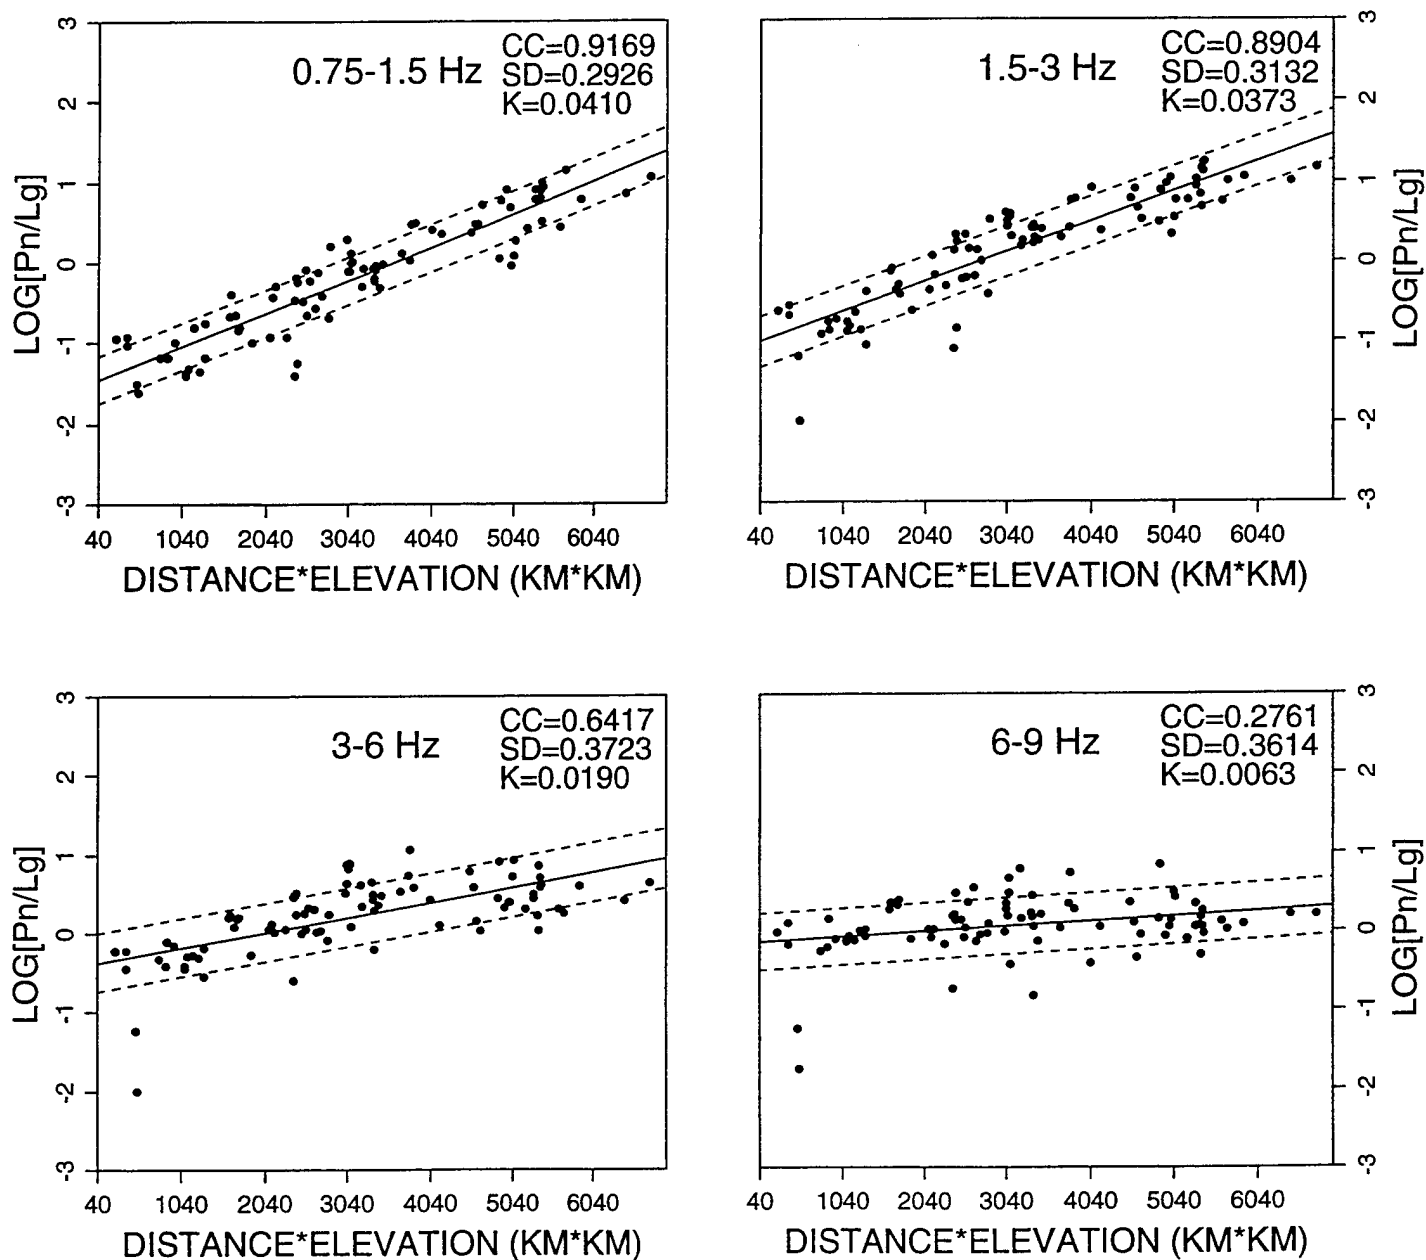 0.75-1.5 Hz
CC=0.9169
SD=0.2926
K=0.0410
LOG[Pn/Lg]
3
2
1
0
-1
-2
-3
40 1040 2040 3040 4040 5040 6040
DISTANCE*ELEVATION (KM*KM)
1.5-3 Hz
CC=0.8904
SD=0.3132
K=0.0373
LOG[Pn/Lg]
3
2
1
0
-1
-2
-3
40 1040 2040 3040 4040 5040 6040
DISTANCE*ELEVATION (KM*KM)
3-6 Hz
CC=0.6417
SD=0.3723
K=0.0190
LOG[Pn/Lg]
3
2
1
0
-1
-2
-3
40 1040 2040 3040 4040 5040 6040
DISTANCE*ELEVATION (KM*KM)
6-9 Hz
CC=0.2761
SD=0.3614
K=0.0063
LOG[Pn/Lg]
3
2
1
0
-1
-2
-3
40 1040 2040 3040 4040 5040 6040
DISTANCE*ELEVATION (KM*KM)